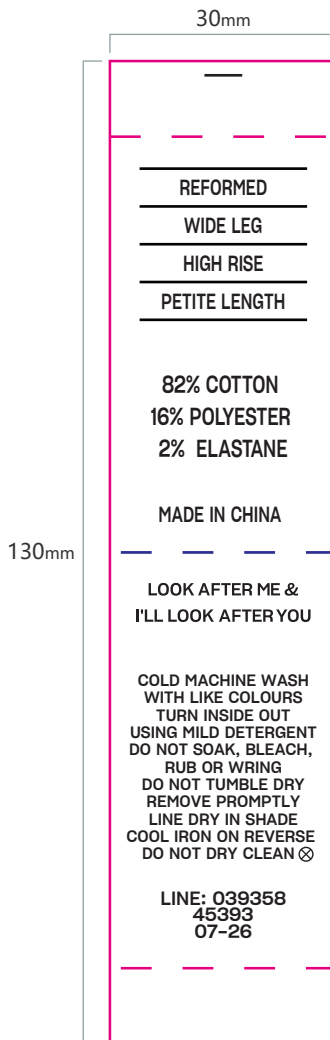 30mm
REFORMED
WIDE LEG
HIGH RISE
PETITE LENGTH
82% COTTON
16% POLYESTER
2% ELASTANE
MADE IN CHINA
130mm
LOOK AFTER ME &
I'LL LOOK AFTER YOU
COLD MACHINE WASH
WITH LIKE COLOURS
TURN INSIDE OUT
USING MILD DETERGENT
DO NOT SOAK, BLEACH,
RUB OR WRING
DO NOT TUMBLE DRY
REMOVE PROMPTLY
LINE DRY IN SHADE
COOL IRON ON REVERSE
DO NOT DRY CLEAN
LINE: 039358
45393
07-26